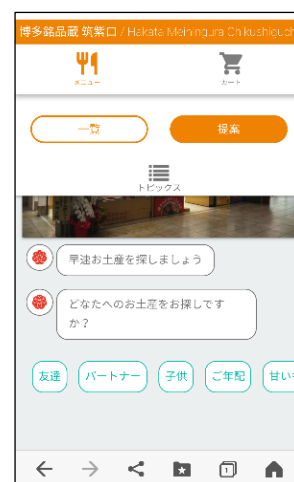 博多銘品蔵 筑紫口 / Hakata Meihingura Chikushiguch
メニュー
カート
一覧
提案
トピックス
早速お土産を探しましょう
どなたへのお土産をお探しです
か？
友達 パートナー 子供 ご年配 甘い
1